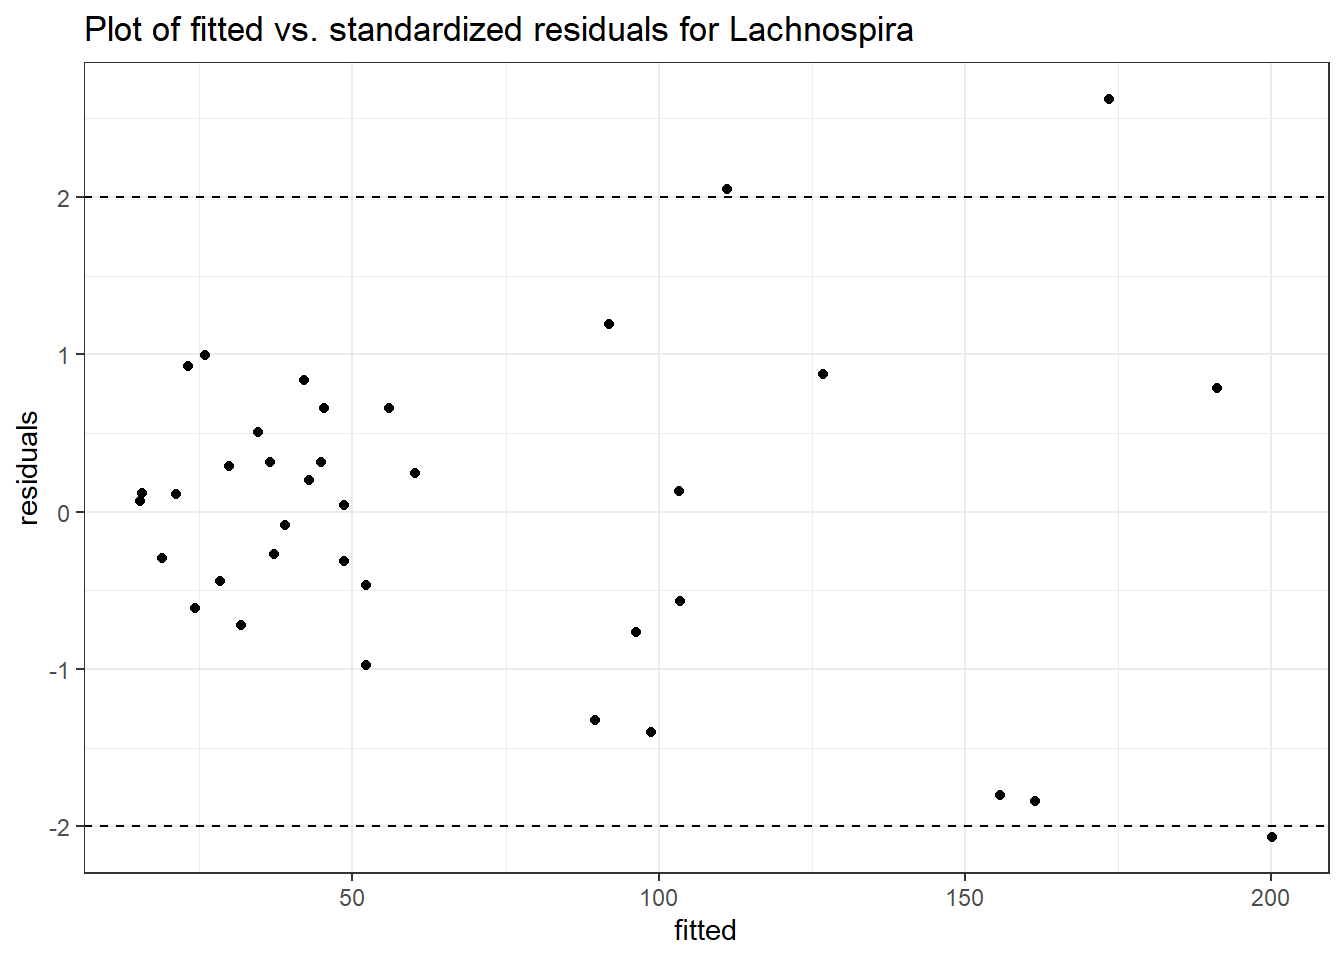 Plot of fitted vs. standardized residuals for Lachnospira
residuals
2
1
0
-1
-2
50 100 150 200
fitted